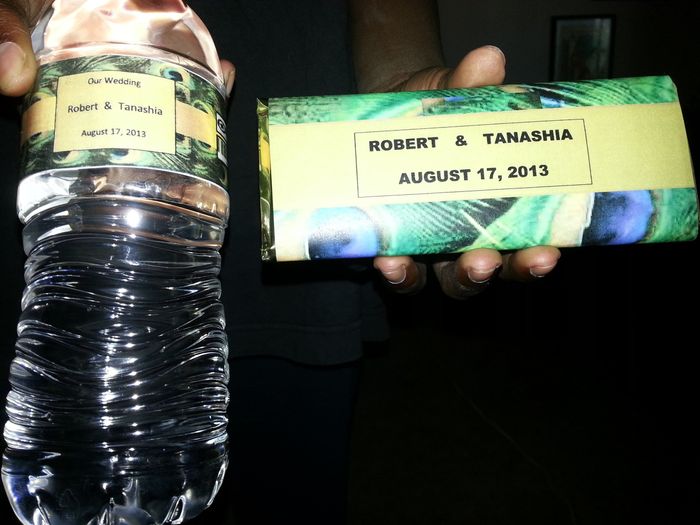 Our Wedding
Robert & Tanashia
August 17, 2013
ROBERT & TANASHIA
AUGUST 17, 2013